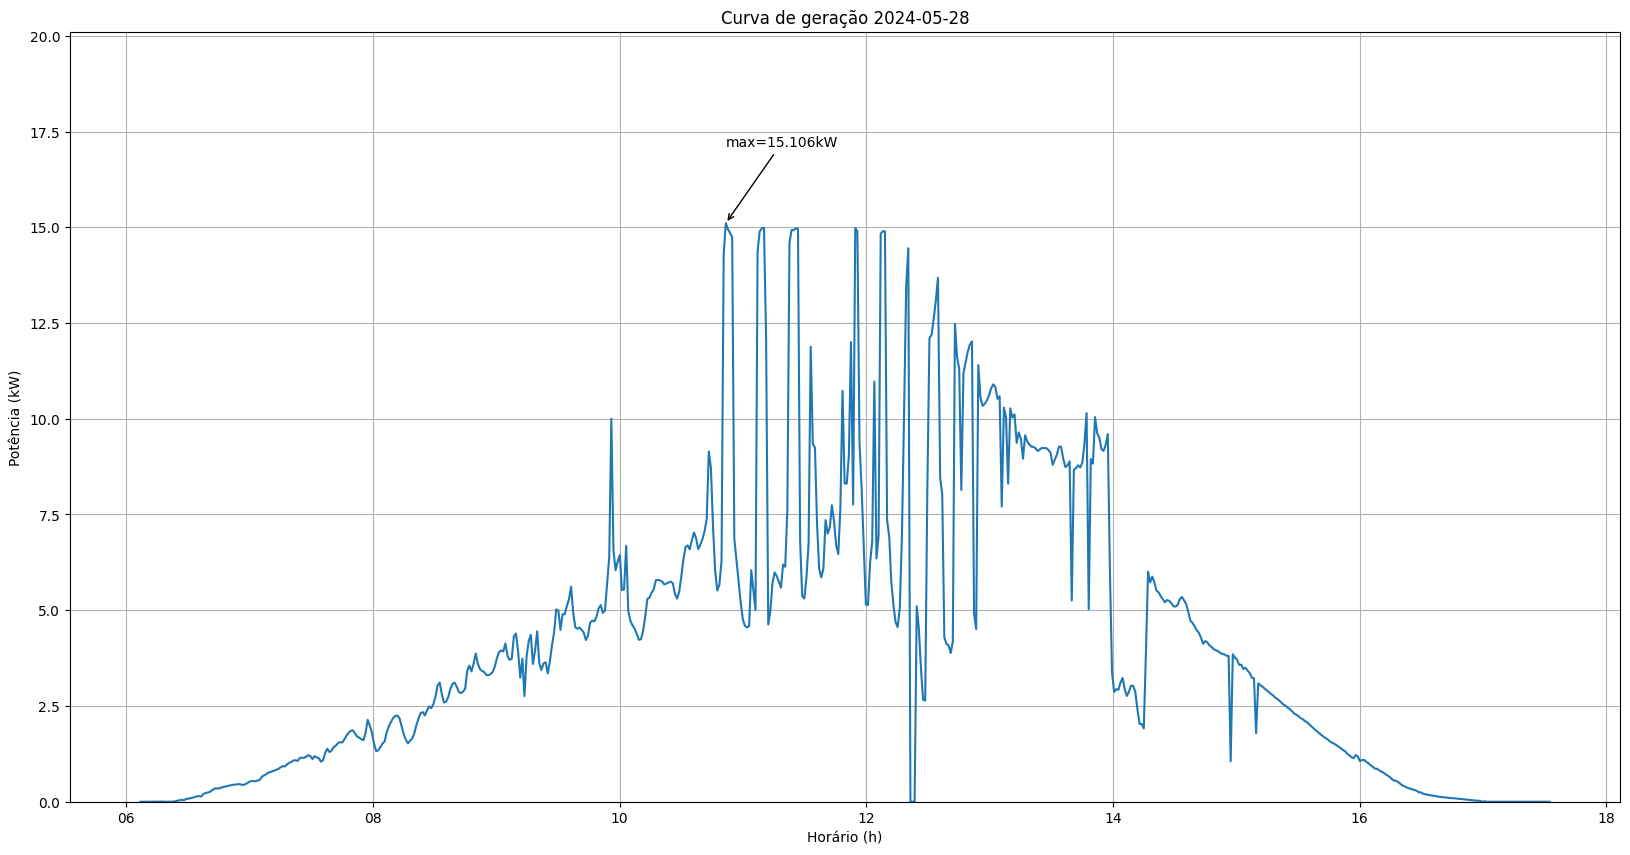 Curva de geração 2024-05-28
20.0
17.5
max=15.106kW
15.0
12.5
10.0
7.5
5.0
2.5
0.0
Potência (kW)
06 08 10 12 14 16 18
Horário (h)